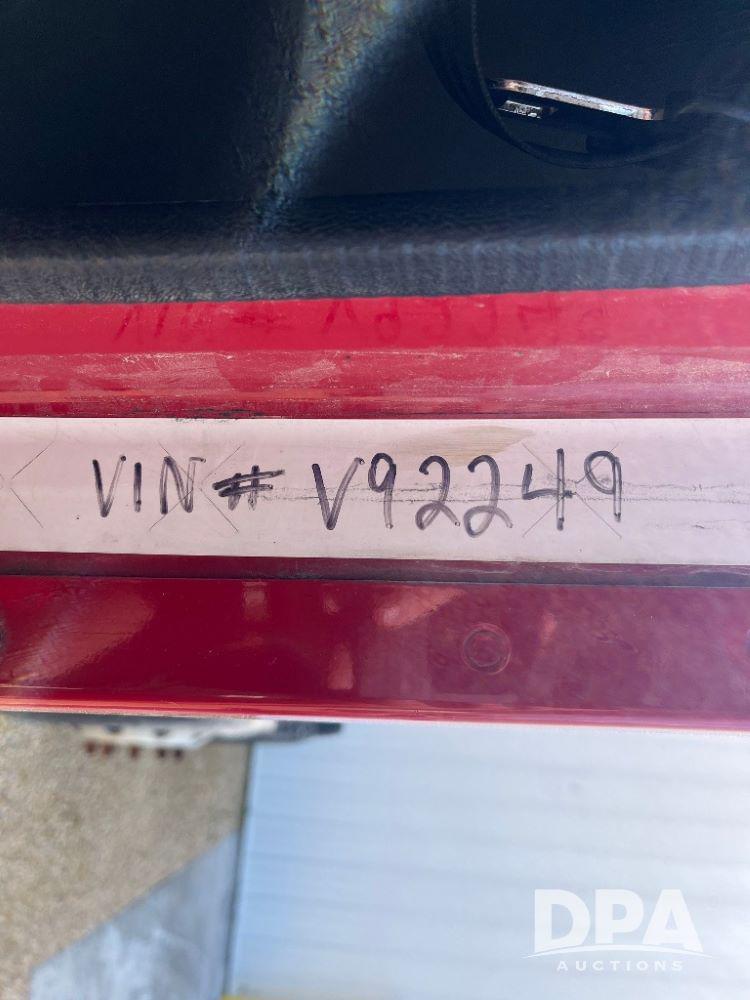 VIN # V92249
DPA
AUCTIONS